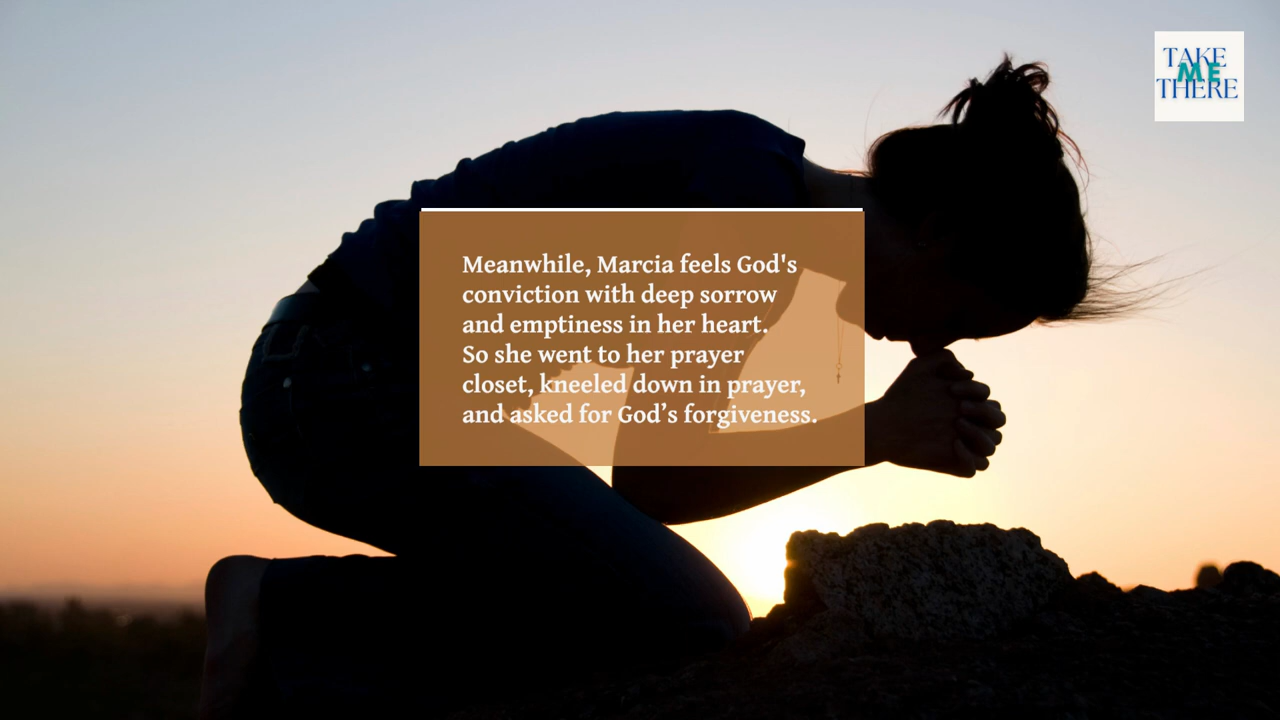 TAKE
ME
THERE
Meanwhile, Marcia feels God's
conviction with deep sorrow
and emptiness in her heart.
So she went to her prayer
closet, kneeled down in prayer,
and asked for God’s forgiveness.